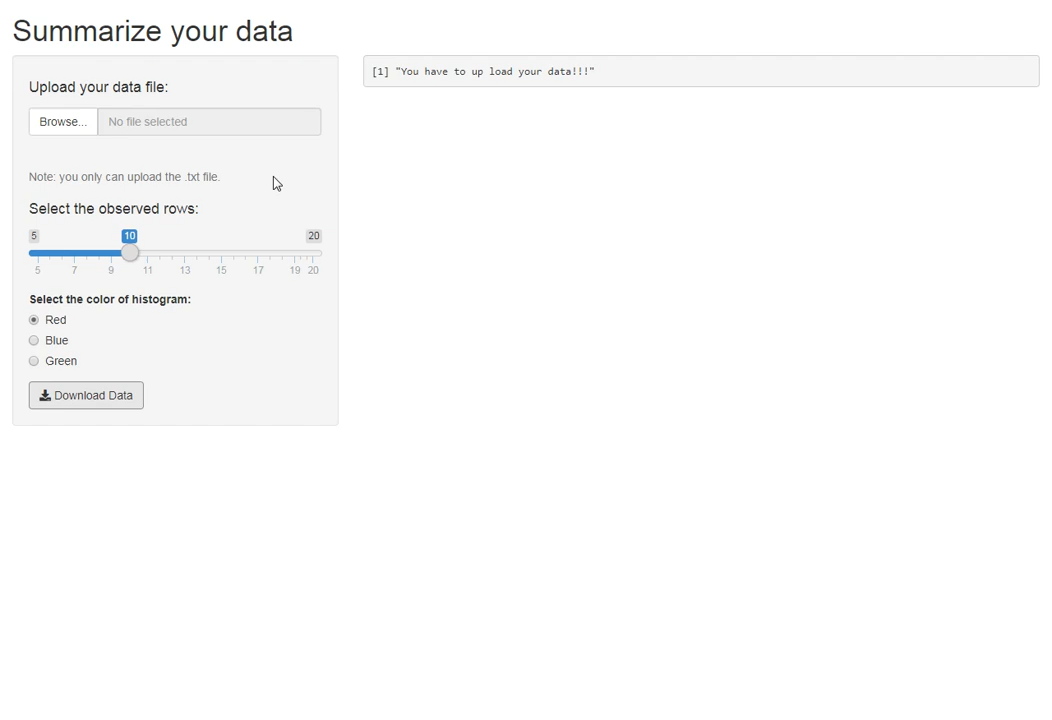 Summarize your data
Upload your data file:
Browse...
No file selected
Note: you only can upload the .txt file.
Select the observed rows:
5 10 20
5 7 9 11 13 15 17 19 20
Select the color of histogram:
Red
Blue
Green
Download Data
[1] "You have to up load your data!!!"